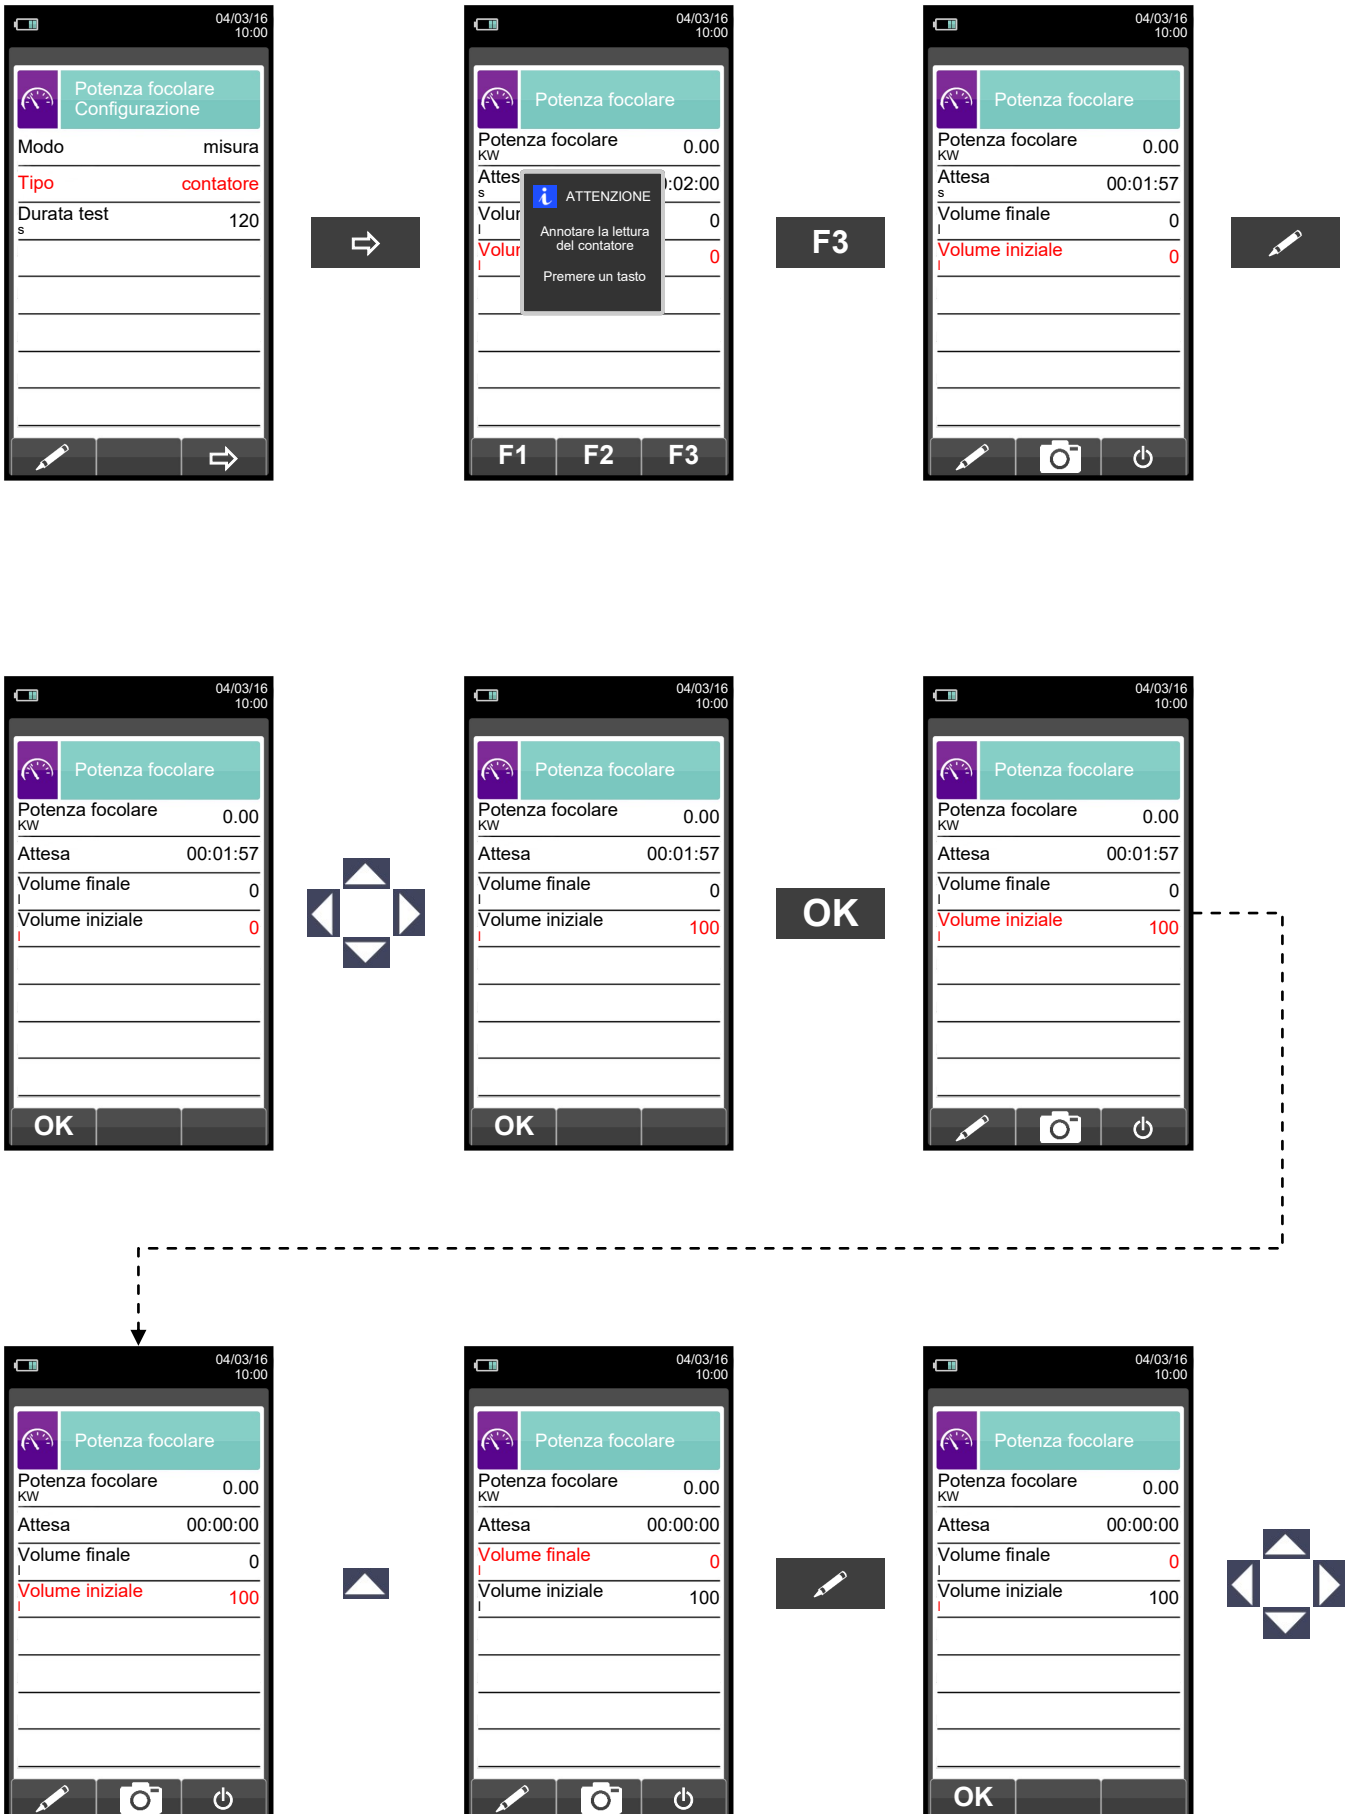 04/03/16
10:00
Potenza focolare
Configurazione
Modo misura
Tipo contatore
Durata test 120
s
04/03/16
10:00
Potenza focolare
Potenza focolare 0.00
KW
Attes :02:00
s
Volur 0
l
Volur 0
l
ATTENZIONE
Annotare la lettura
del contatore
Premere un tasto
F1 F2 F3
F3
04/03/16
10:00
Potenza focolare
Potenza focolare 0.00
KW
Attesa 00:01:57
s
Volume finale 0
l
Volume iniziale 0
l
04/03/16
10:00
Potenza focolare
Potenza focolare 0.00
KW
Attesa 00:01:57
Volume finale 0
l
Volume iniziale 0
l
OK
04/03/16
10:00
Potenza focolare
Potenza focolare 0.00
KW
Attesa 00:01:57
Volume finale 0
l
Volume iniziale 100
l
OK
OK
04/03/16
10:00
Potenza focolare
Potenza focolare 0.00
KW
Attesa 00:01:57
Volume finale 0
l
Volume iniziale 100
l
04/03/16
10:00
Potenza focolare
Potenza focolare 0.00
KW
Attesa 00:00:00
Volume finale 0
l
Volume iniziale 100
l
04/03/16
10:00
Potenza focolare
Potenza focolare 0.00
KW
Attesa 00:00:00
Volume finale 0
l
Volume iniziale 100
l
04/03/16
10:00
Potenza focolare
Potenza focolare 0.00
KW
Attesa 00:00:00
Volume finale 0
l
Volume iniziale 100
l
OK